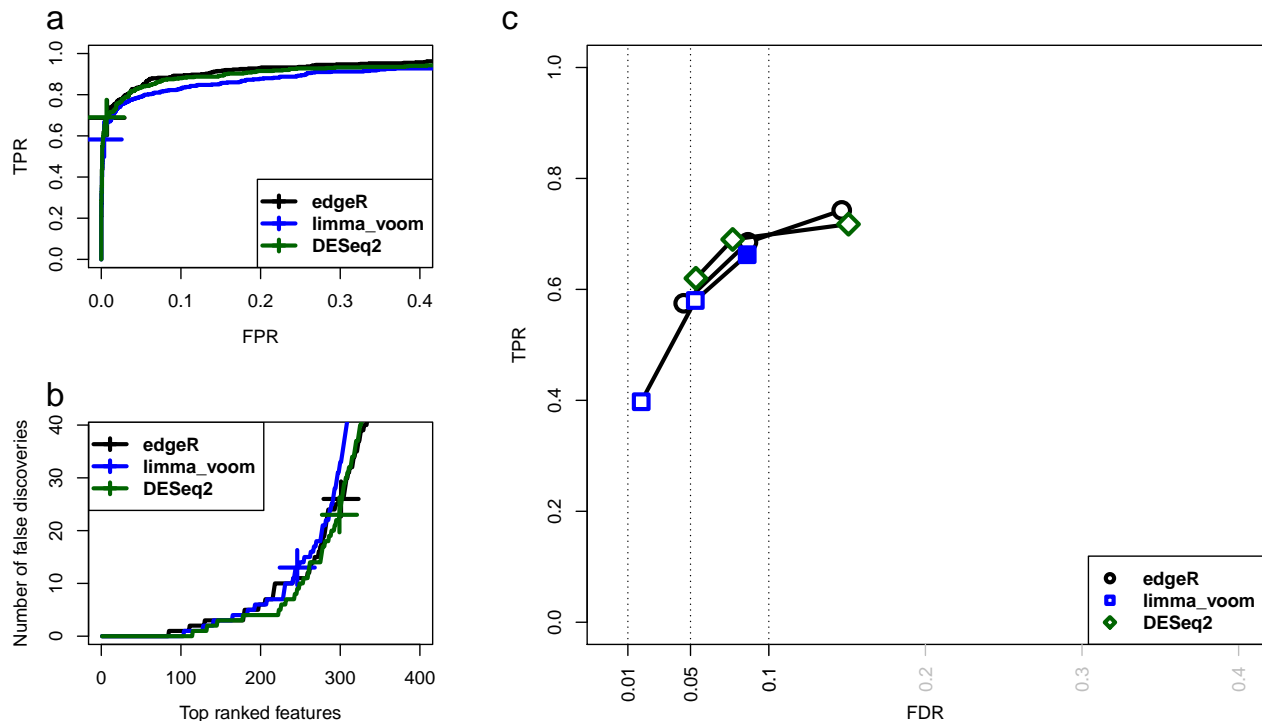 a
1.0
0.8
0.6
0.4
0.2
0.0
TPR
edgeR
limma_voom
DESeq2
0.0 0.1 0.2 0.3 0.4
FPR
b
40
30
20
10
0
Number of false discoveries
edgeR
limma_voom
DESeq2
0 100 200 300 400
Top ranked features
c
1.0
0.8
0.6
0.4
0.2
0.0
TPR
edgeR
limma_voom
DESeq2
0.01 0.05 0.1 0.2 0.3 0.4
FDR